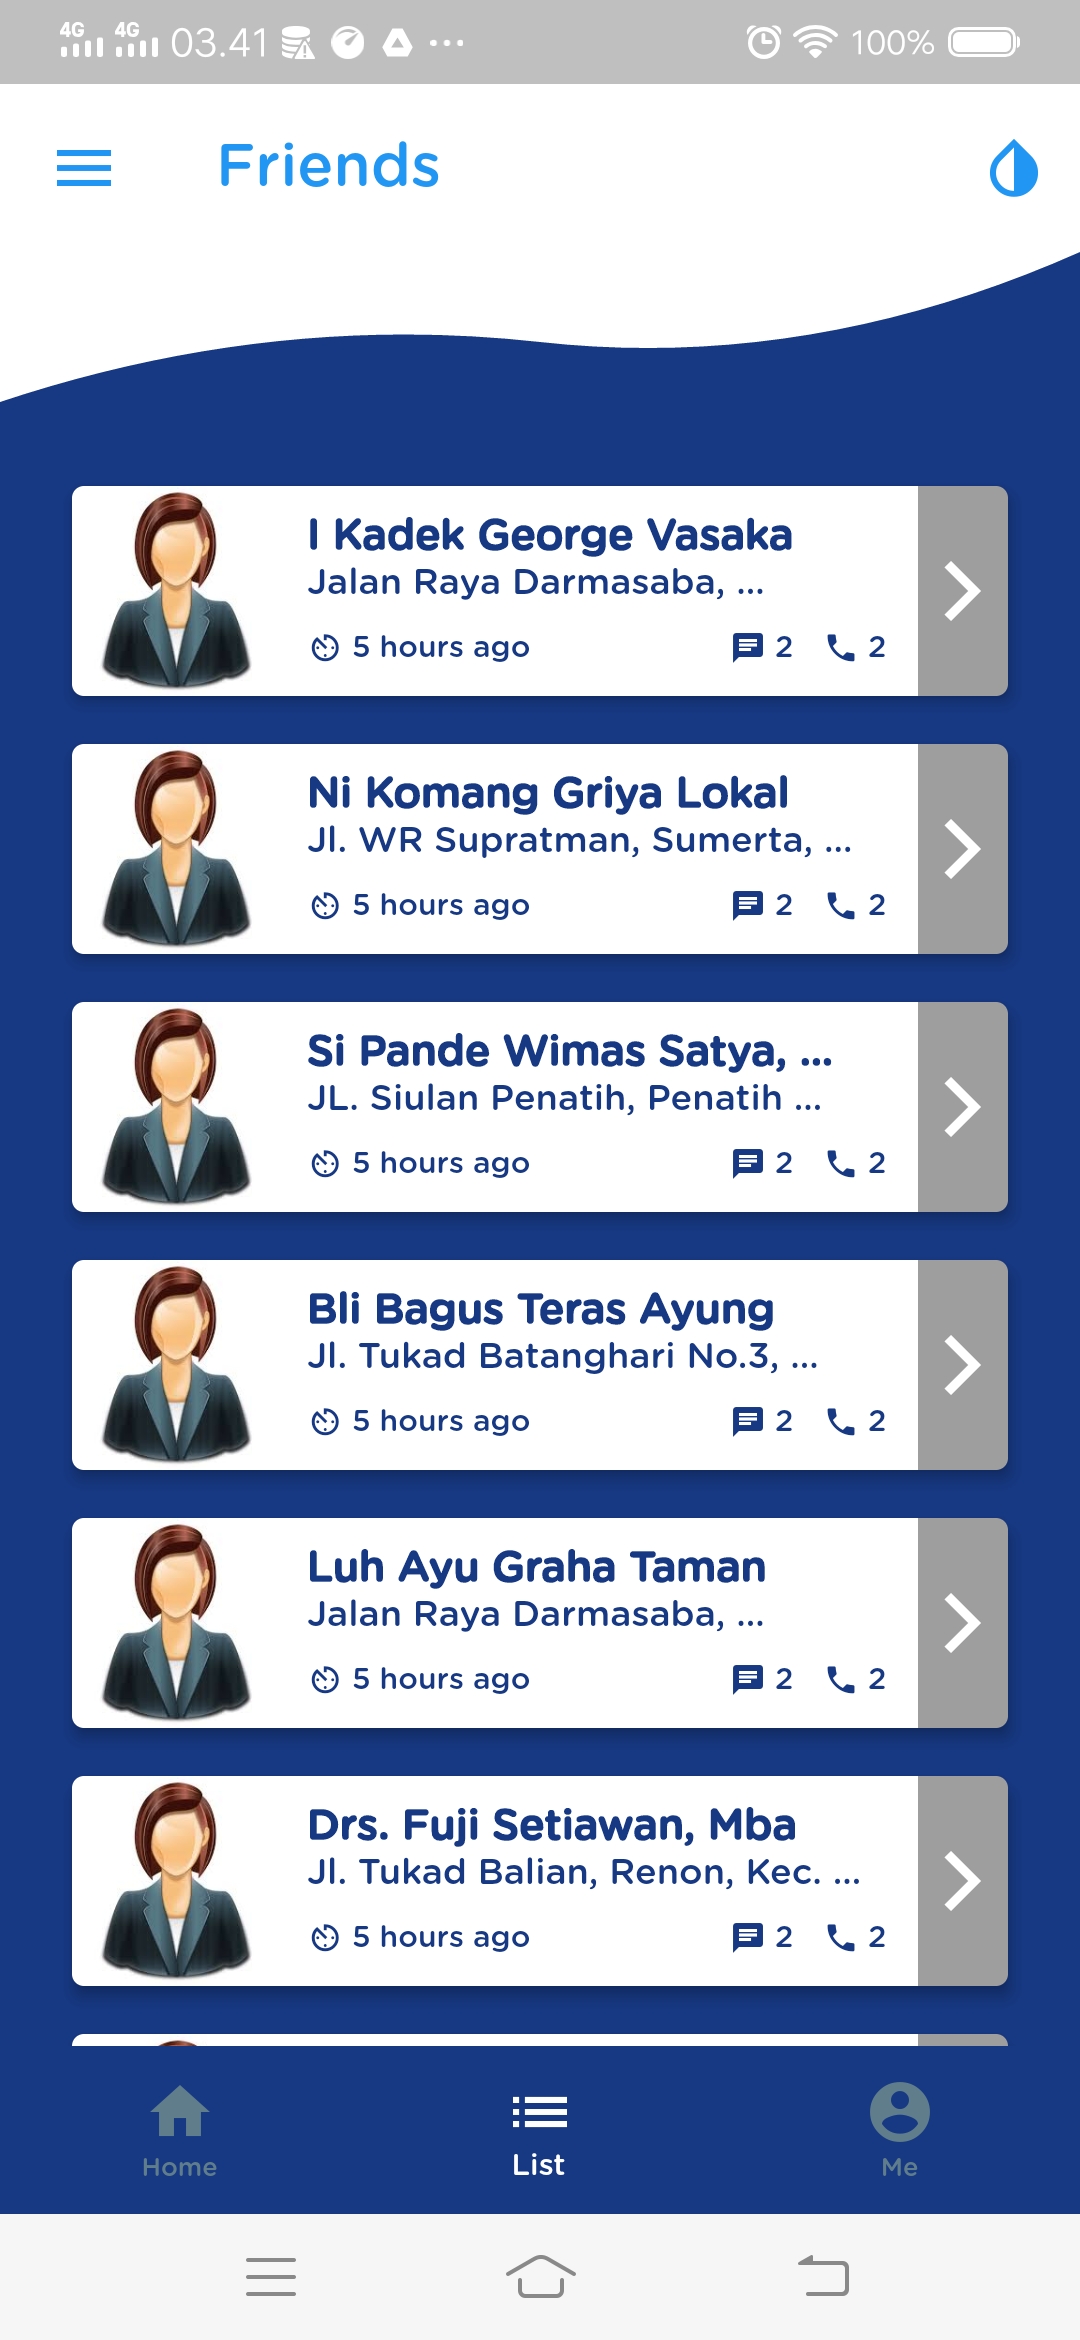 4G 4G 03.41 ... 100%
Friends
I Kadek George Vasaka
Jalan Raya Darmasaba, ...
5 hours ago 2 2
Ni Komang Griya Lokal
Jl. WR Supratman, Sumerta, ...
5 hours ago 2 2
Si Pande Wimas Satya, ...
JL. Siulan Penatih, Penatih ...
5 hours ago 2 2
Bli Bagus Teras Ayung
Jl. Tukad Batanghari No.3, ...
5 hours ago 2 2
Luh Ayu Graha Taman
Jalan Raya Darmasaba, ...
5 hours ago 2 2
Drs. Fuji Setiawan, Mba
Jl. Tukad Balian, Renon, Kec. ...
5 hours ago 2 2
Home List Me